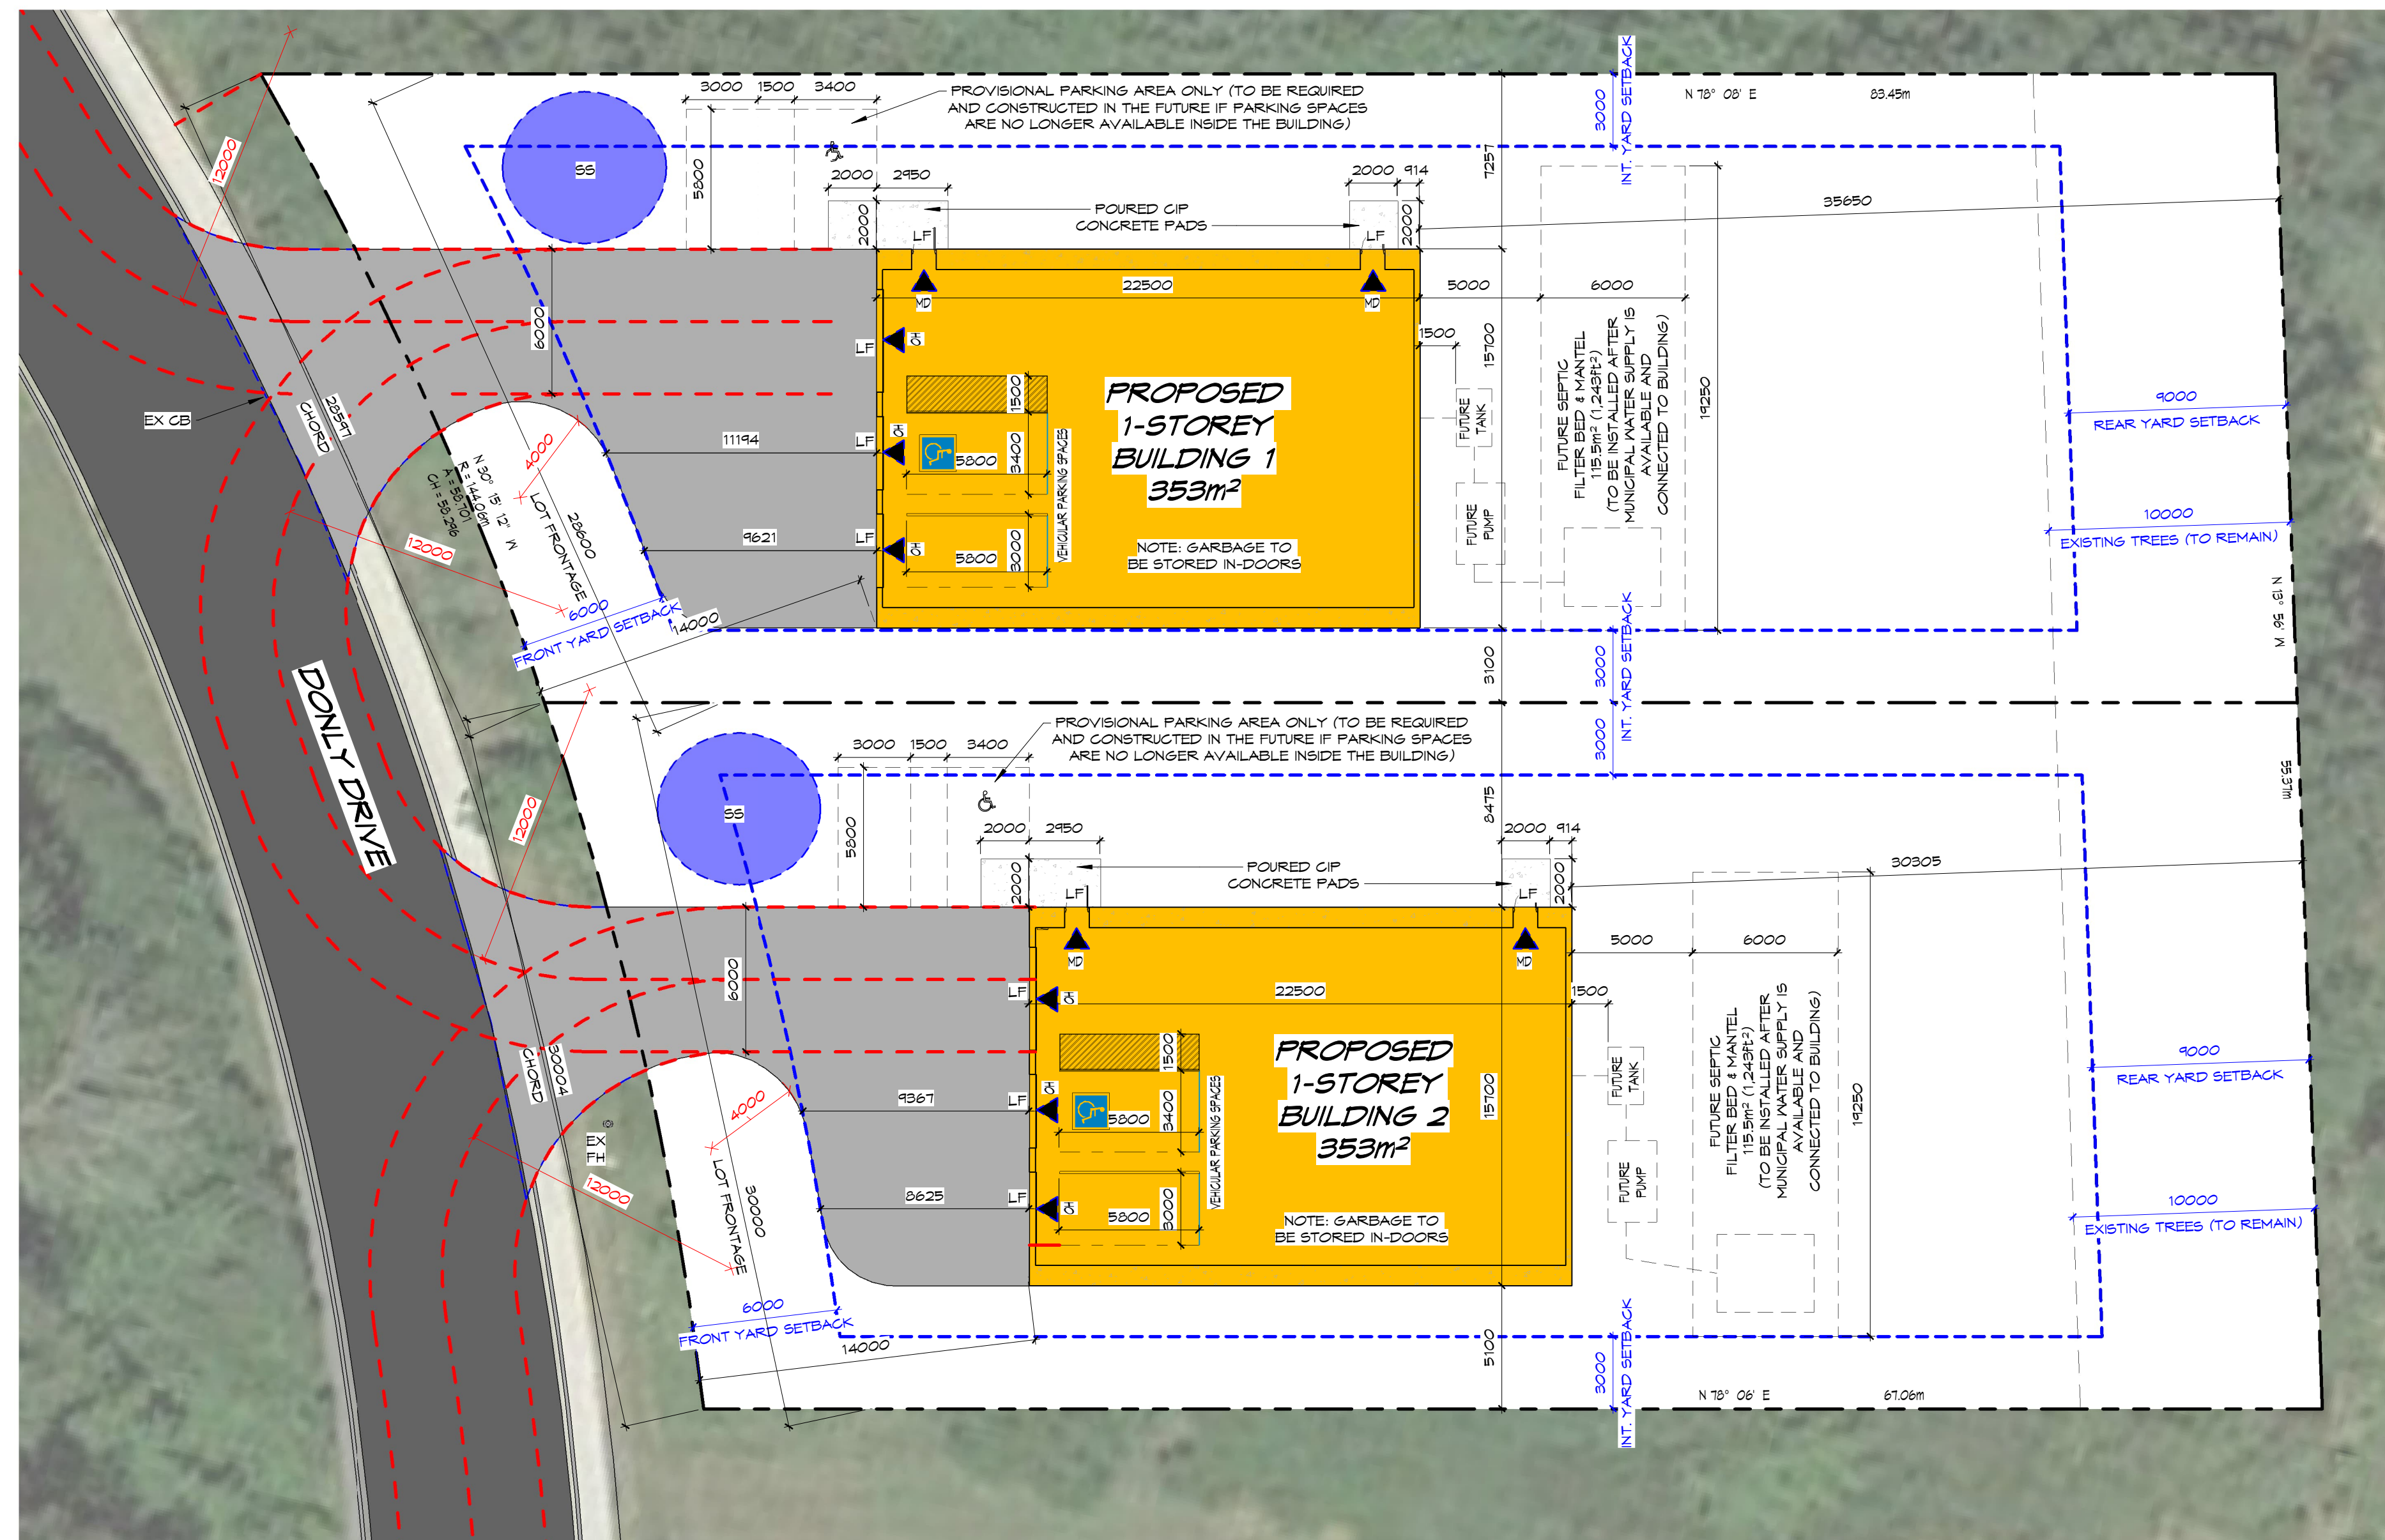 3000 1500 3400
PROVISIONAL PARKING AREA ONLY (TO BE REQUIRED
AND CONSTRUCTED IN THE FUTURE IF PARKING SPACES
ARE NO LONGER AVAILABLE INSIDE THE BUILDING)
3000
INT. YARD SETBACK
N 78° 08' E
83.45m
12000
SS
5800
2000 2950
2000
LF
MD
POURED CIP
CONCRETE PADS
2000 914
2000
LF
MD
7257
35650
6000
22500
5000
6000
1500
15700
OH
LF
EX CB
28597
CHORD
N 30° 15' 12" W
R = 144.06m
A = 58.701
CH = 58.296
4000
28600
LOT FRONTAGE
11194
LF
OH
9621
LF
OH
1500
3400
5800
3000
5800
VEHICULAR PARKING SPACES
PROPOSED
1-STOREY
BUILDING 1
353m²
NOTE: GARBAGE TO
BE STORED IN-DOORS
FUTURE
TANK
FUTURE
PUMP
FUTURE SEPTIC
FILTER BED & MANTEL
115.5m² (1,243ft²)
(TO BE INSTALLED AFTER
MUNICIPAL WATER SUPPLY IS
AVAILABLE AND
CONNECTED TO BUILDING)
19250
9000
REAR YARD SETBACK
10000
EXISTING TREES (TO REMAIN)
N 13° 56' W
12000
6000
FRONT YARD SETBACK
14000
3100
3000
INT. YARD SETBACK
3000
DONLY DRIVE
55.37m
3000 1500 3400
PROVISIONAL PARKING AREA ONLY (TO BE REQUIRED
AND CONSTRUCTED IN THE FUTURE IF PARKING SPACES
ARE NO LONGER AVAILABLE INSIDE THE BUILDING)
12000
SS
5800
2000 2950
2000
LF
MD
POURED CIP
CONCRETE PADS
2000 914
2000
LF
MD
8475
30305
6000
22500
5000
6000
1500
15700
LF
OH
30004
CHORD
EX
FH
12000
4000
30000
LOT FRONTAGE
9367
LF
OH
8625
LF
OH
1500
3400
5800
3000
5800
VEHICULAR PARKING SPACES
PROPOSED
1-STOREY
BUILDING 2
353m²
NOTE: GARBAGE TO
BE STORED IN-DOORS
FUTURE
TANK
FUTURE
PUMP
FUTURE SEPTIC
FILTER BED & MANTEL
115.5m² (1,243ft²)
(TO BE INSTALLED AFTER
MUNICIPAL WATER SUPPLY IS
AVAILABLE AND
CONNECTED TO BUILDING)
19250
9000
REAR YARD SETBACK
10000
EXISTING TREES (TO REMAIN)
6000
FRONT YARD SETBACK
14000
5100
3000
INT. YARD SETBACK
N 78° 06' E
67.06m